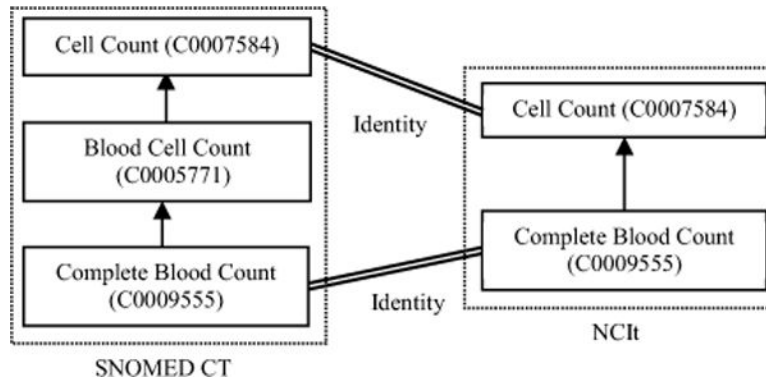 Cell Count (C0007584)
Blood Cell Count
(C0005771)
Complete Blood Count
(C0009555)
SNOMED CT
Identity
Identity
Cell Count (C0007584)
Complete Blood Count
(C0009555)
NCIt